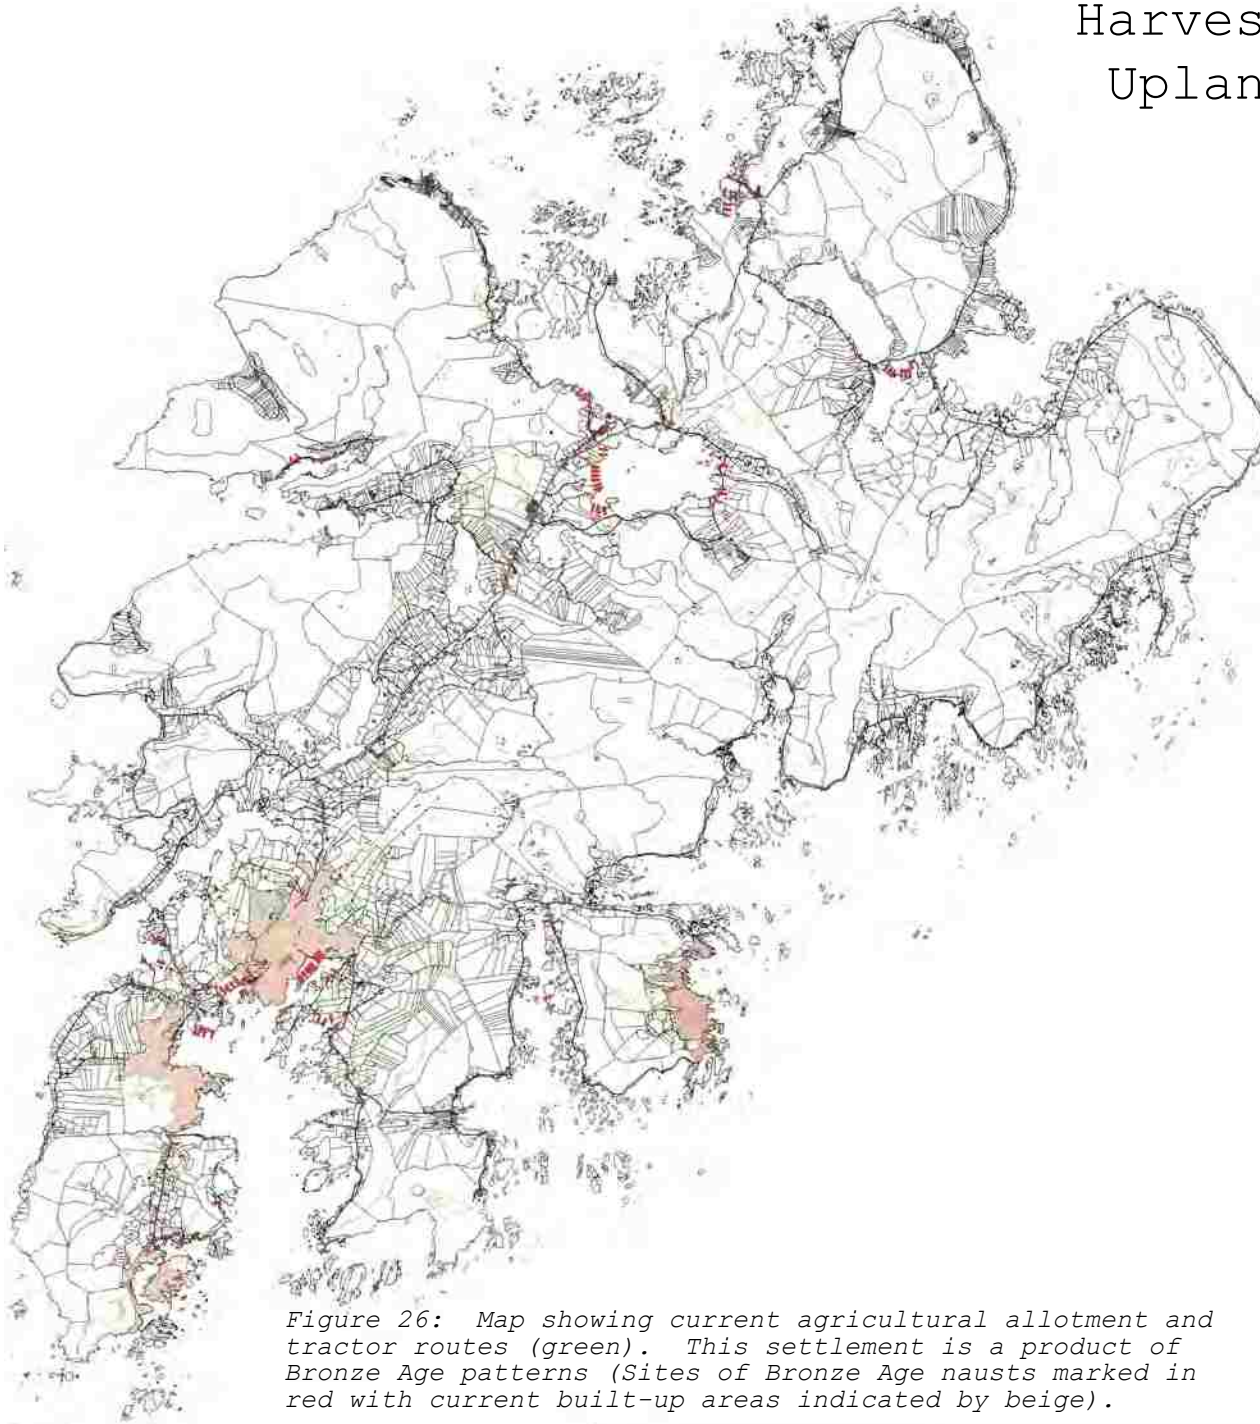 Harves
Uplan
Figure 26: Map showing current agricultural allotment and
tractor routes (green). This settlement is a product of
Bronze Age patterns (Sites of Bronze Age nausts marked in
red with current built-up areas indicated by beige).